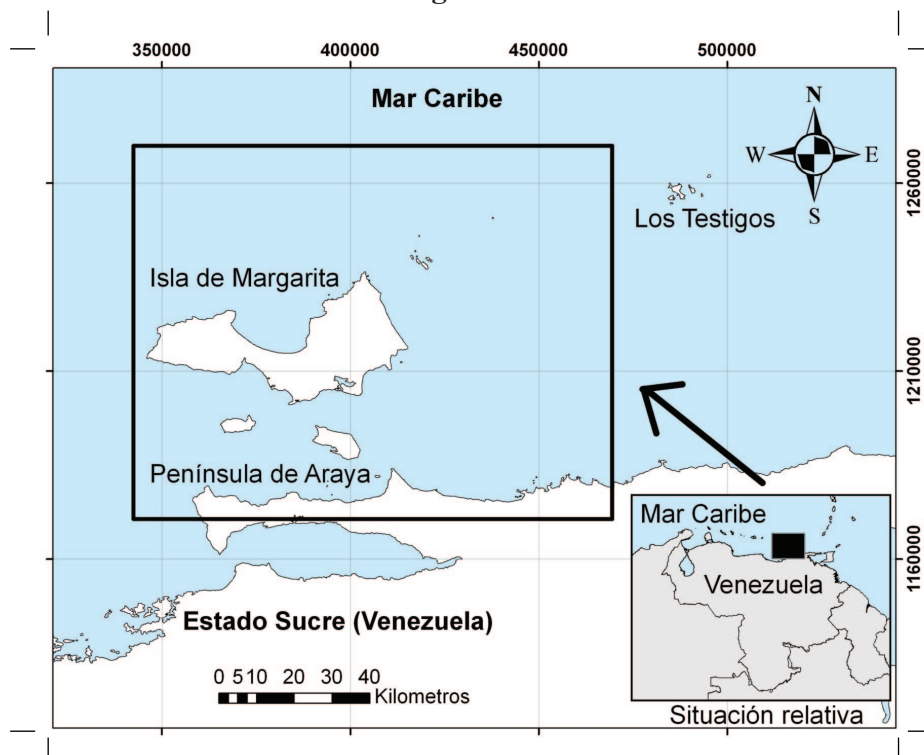 350000 400000 450000 500000
Mar Caribe
N
W E
S
1260000
Los Testigos
Isla de Margarita
1210000
Península de Araya
Mar Caribe
Venezuela
1160000
Estado Sucre (Venezuela)
0 5 10 20 30 40
Kilometros
Situación relativa